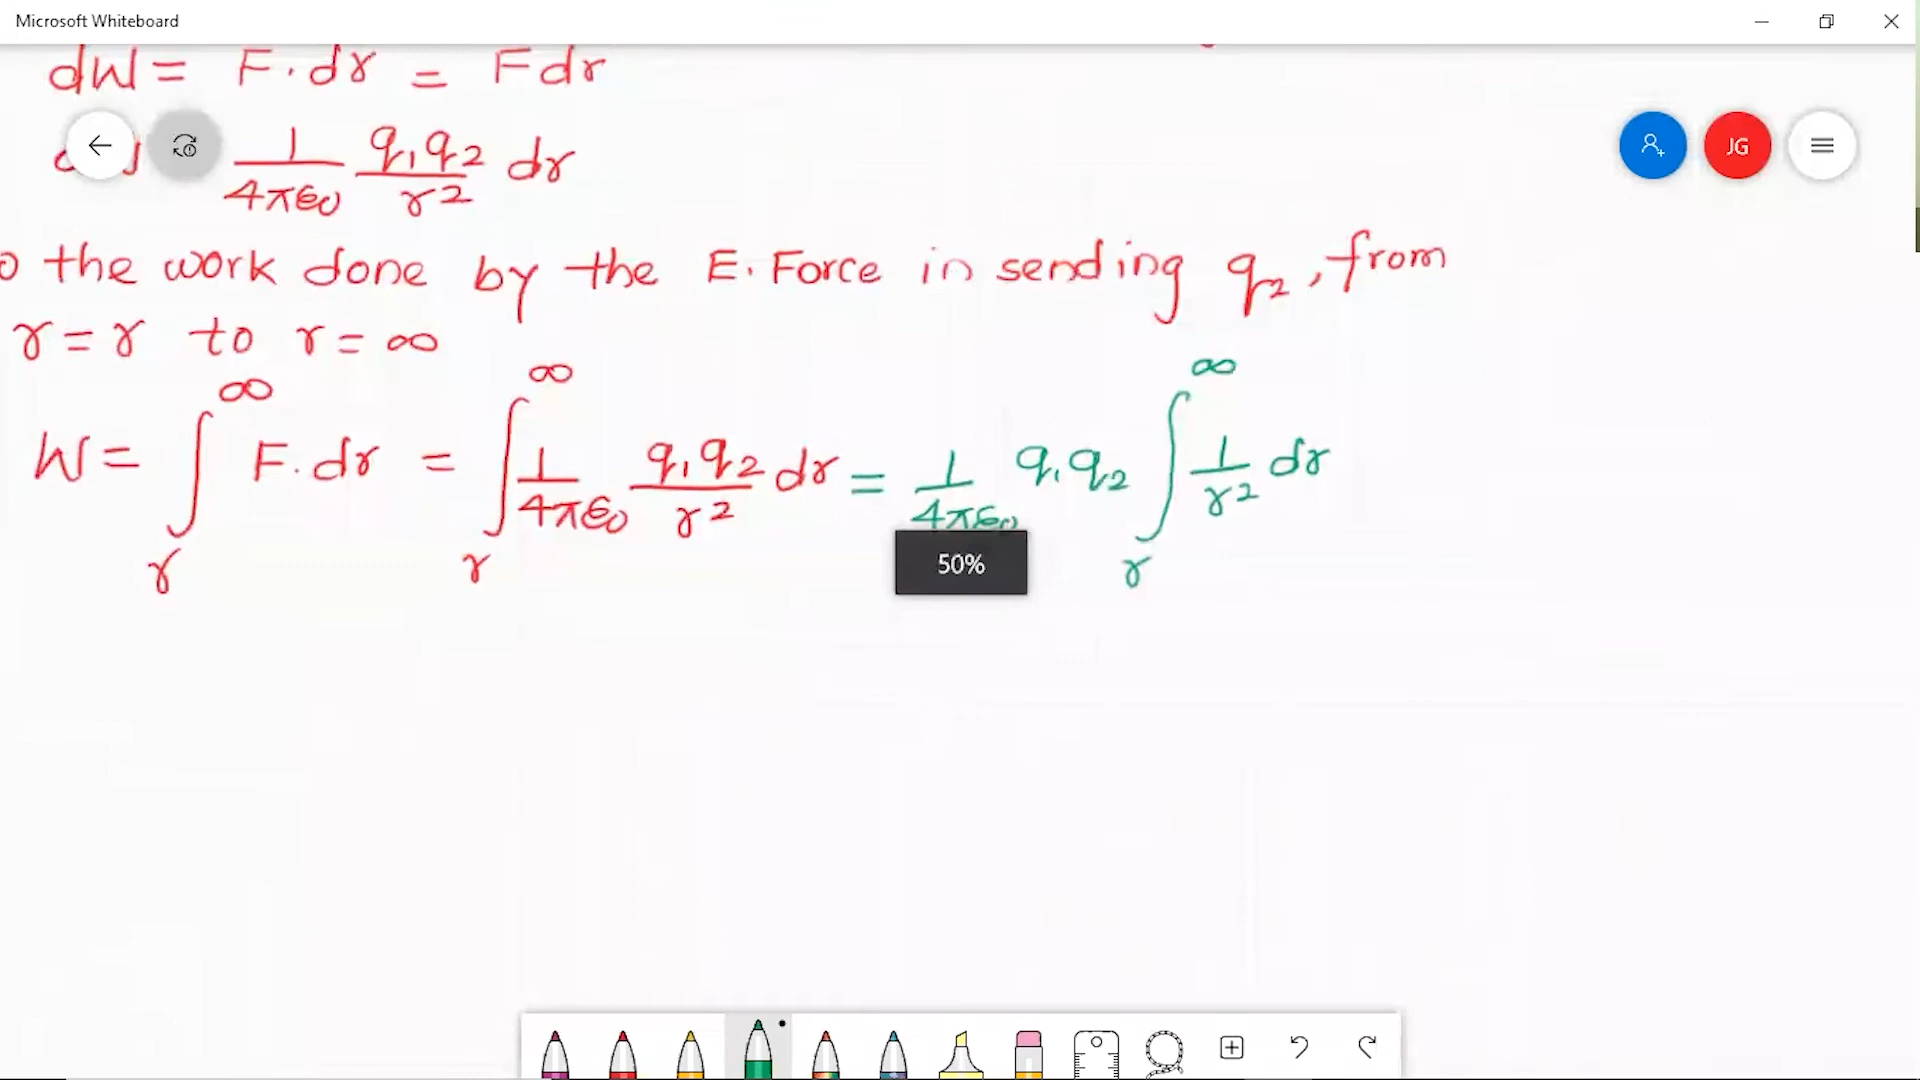 Microsoft Whiteboard
dW = F. dr = Fdr
1/4πε0 q1q2/r2 dr
JG
the work done by the E. Force in sending q2, from
r = r to r = ∞
W = ∫r∞ F. dr = ∫r∞ 1/4πε0 q1q2/r2 dr = 1/4πε0 q1q2 ∫r∞ 1/r2 dr
50%